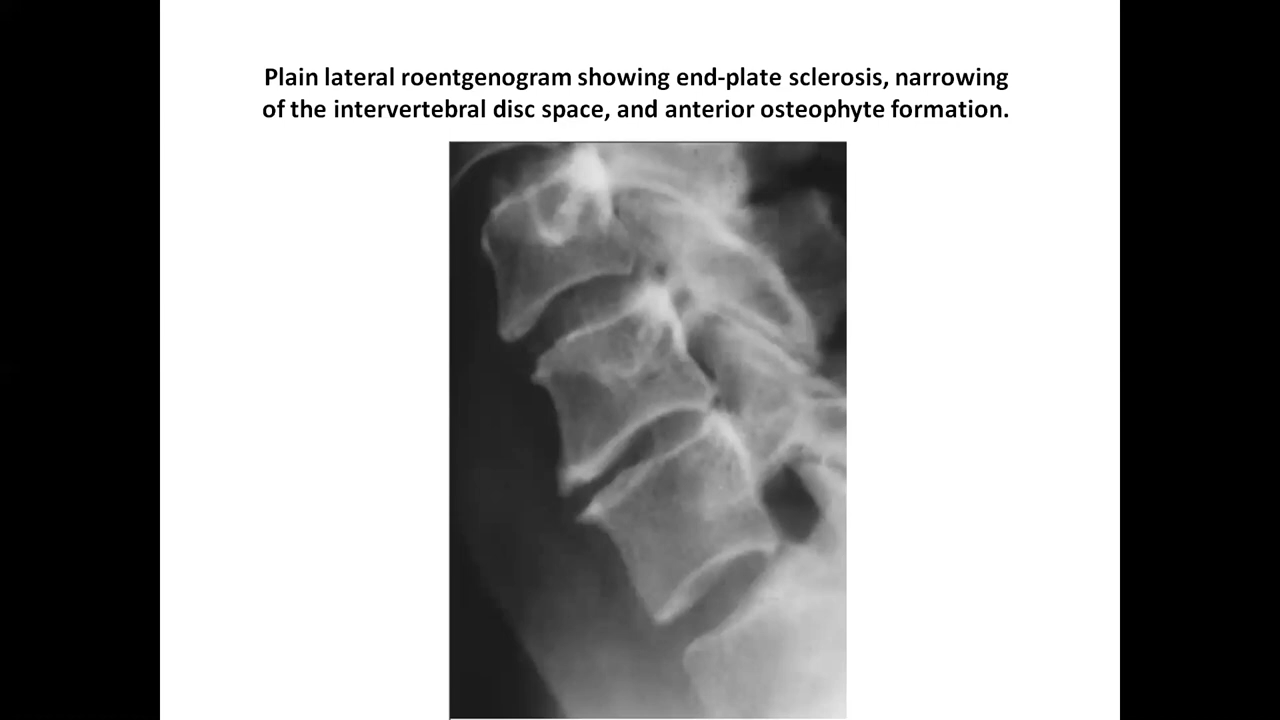 Plain lateral roentgenogram showing end-plate sclerosis, narrowing
of the intervertebral disc space, and anterior osteophyte formation.